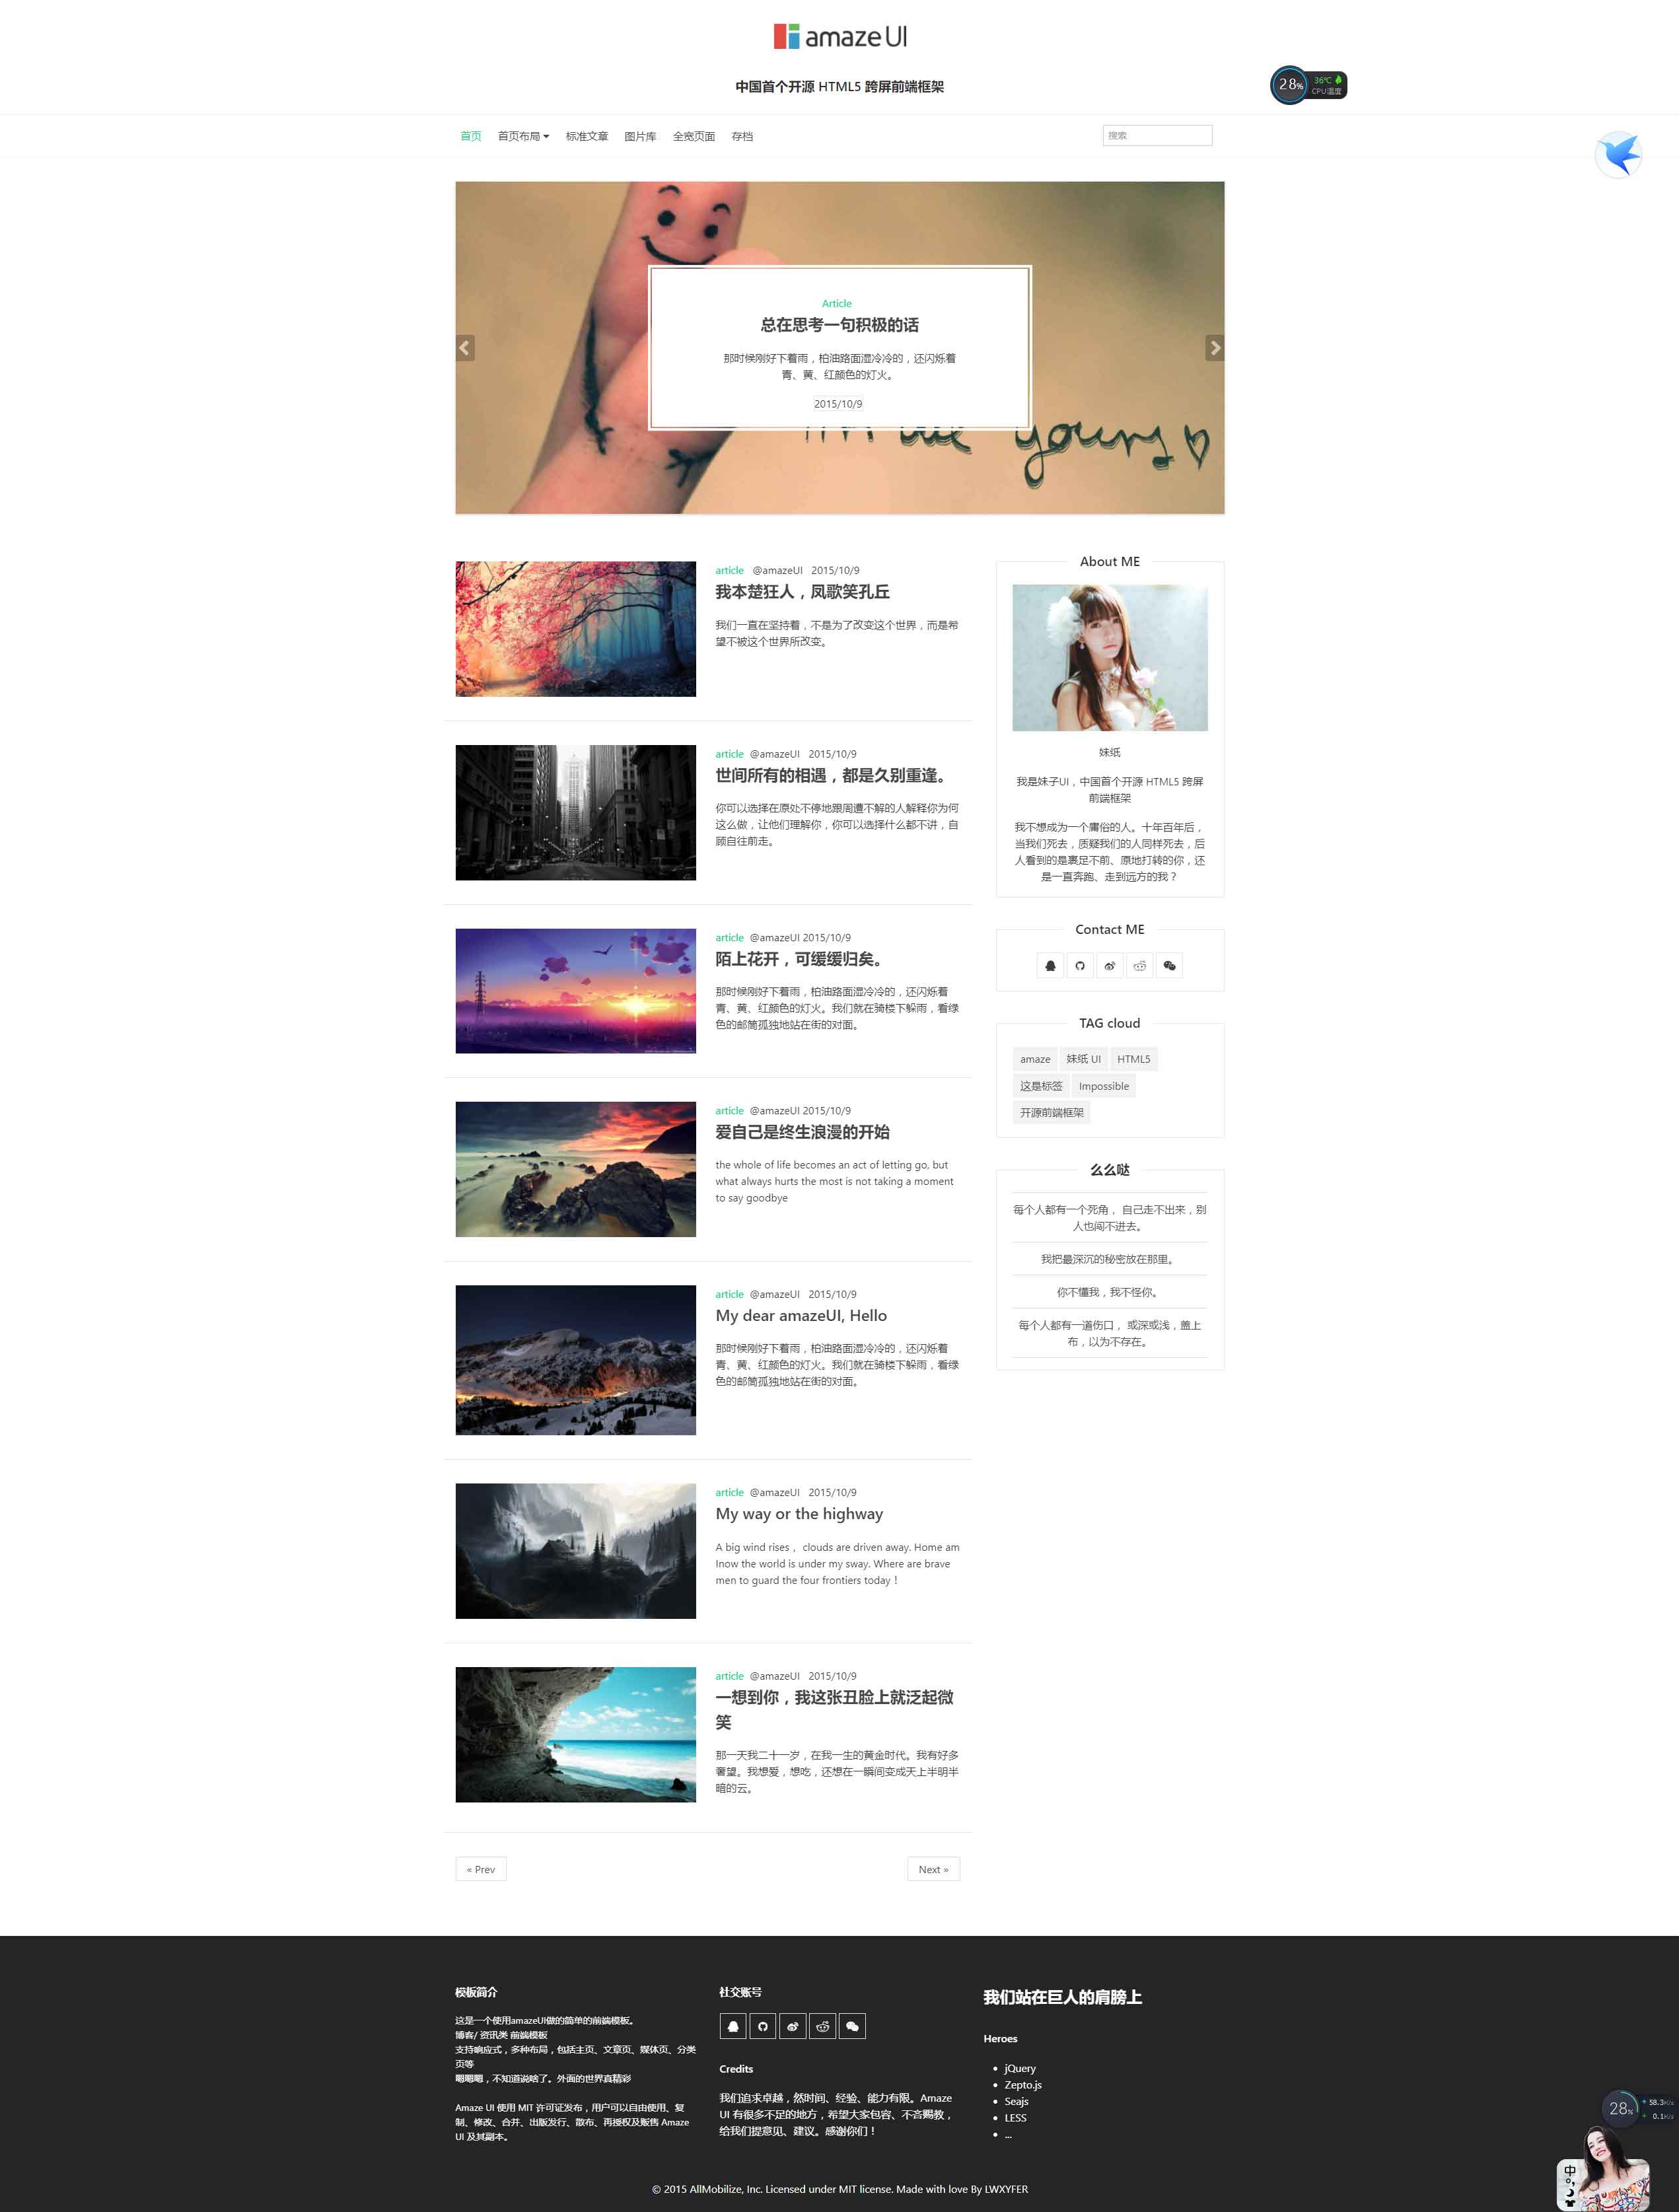 amaze UI
中国首个开源 HTML5 跨屏前端框架
28%
36℃
CPU温度
首页 首页布局 标准文章 图片库 全宽页面 存档
搜索
Article
总在思考一句积极的话
那时候刚好下着雨，柏油路面湿冷冷的，还闪烁着
青、黄、红颜色的灯火。
2015/10/9
yours
article @amazeUI 2015/10/9
我本楚狂人，凤歌笑孔丘
我们一直在坚持着，不是为了改变这个世界，而是希
望不被这个世界所改变。
article @amazeUI 2015/10/9
世间所有的相遇，都是久别重逢。
你可以选择在原处不停地跟周遭不解的人解释你为何
这么做，让他们理解你，你可以选择什么都不讲，自
顾自往前走。
article @amazeUI 2015/10/9
陌上花开，可缓缓归矣。
那时候刚好下着雨，柏油路面湿冷冷的，还闪烁着
青、黄、红颜色的灯火。我们就在骑楼下躲雨，看绿
色的邮筒孤独地站在街的对面。
article @amazeUI 2015/10/9
爱自己是终生浪漫的开始
the whole of life becomes an act of letting go, but
what always hurts the most is not taking a moment
to say goodbye
article @amazeUI 2015/10/9
My dear amazeUI, Hello
那时候刚好下着雨，柏油路面湿冷冷的，还闪烁着
青、黄、红颜色的灯火。我们就在骑楼下躲雨，看绿
色的邮筒孤独地站在街的对面。
article @amazeUI 2015/10/9
My way or the highway
A big wind rises， clouds are driven away. Home am
Inow the world is under my sway. Where are brave
men to guard the four frontiers today！
article @amazeUI 2015/10/9
一想到你，我这张丑脸上就泛起微
笑
那一天我二十一岁，在我一生的黄金时代。我有好多
奢望。我想爱，想吃，还想在一瞬间变成天上半明半
暗的云。
« Prev
Next »
About ME
妹纸
我是妹子UI，中国首个开源 HTML5 跨屏
前端框架
我不想成为一个庸俗的人。十年百年后，
当我们死去，质疑我们的人同样死去，后
人看到的是裹足不前、原地打转的你，还
是一直奔跑、走到远方的我？
Contact ME
TAG cloud
amaze 妹纸 UI HTML5
这是标签 Impossible
开源前端框架
么么哒
每个人都有一个死角， 自己走不出来，别
人也闯不进去。
我把最深沉的秘密放在那里。
你不懂我，我不怪你。
每个人都有一道伤口， 或深或浅，盖上
布，以为不存在。
模板简介
这是一个使用amazeUI做的简单的前端模板。
博客/ 资讯类 前端模板
支持响应式，多种布局，包括主页、文章页、媒体页、分类
页等
嗯嗯嗯，不知道说啥了。外面的世界真精彩
Amaze UI 使用 MIT 许可证发布，用户可以自由使用、复
制、修改、合并、出版发行、散布、再授权及贩售 Amaze
UI 及其副本。
社交账号
Credits
我们追求卓越，然时间、经验、能力有限。Amaze
UI 有很多不足的地方，希望大家包容、不吝赐教，
给我们提意见、建议。感谢你们！
我们站在巨人的肩膀上
Heroes
jQuery
Zepto.js
Seajs
LESS
...
28%
+ 58.3K/s
+ 0.1K/s
中
© 2015 AllMobilize, Inc. Licensed under MIT license. Made with love By LWXYFER